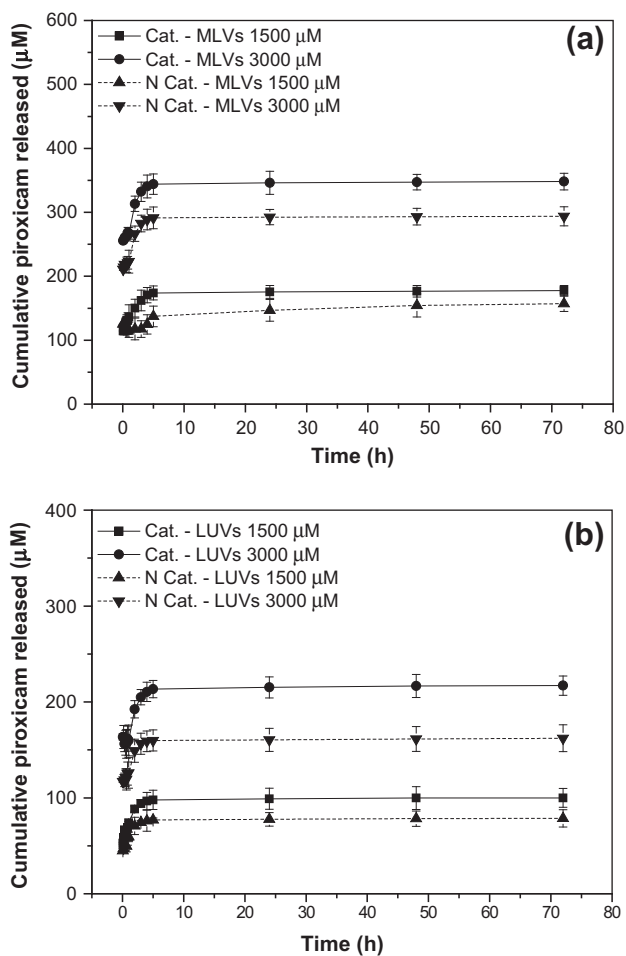 (a)
Cat. - MLVs 1500 μM
Cat. - MLVs 3000 μM
N Cat. - MLVs 1500 μM
N Cat. - MLVs 3000 μM
Cumulative piroxicam released (μM)
600
500
400
300
200
100
0
0 10 20 30 40 50 60 70 80
Time (h)
(b)
Cat. - LUVs 1500 μM
Cat. - LUVs 3000 μM
N Cat. - LUVs 1500 μM
N Cat. - LUVs 3000 μM
Cumulative piroxicam released (μM)
400
300
200
100
0
0 10 20 30 40 50 60 70 80
Time (h)